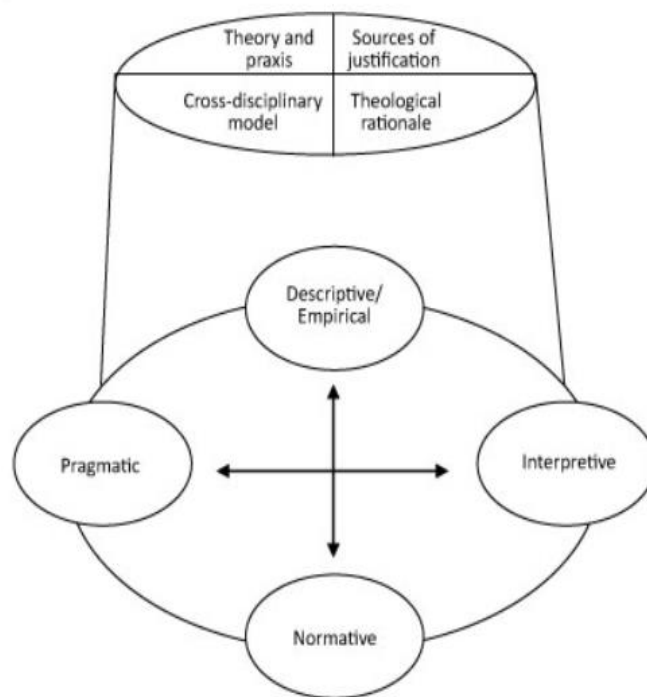 Theory and
praxis
Sources of
justification
Cross-disciplinary
model
Theological
rationale
Descriptive/
Empirical
Pragmatic
Interpretive
Normative